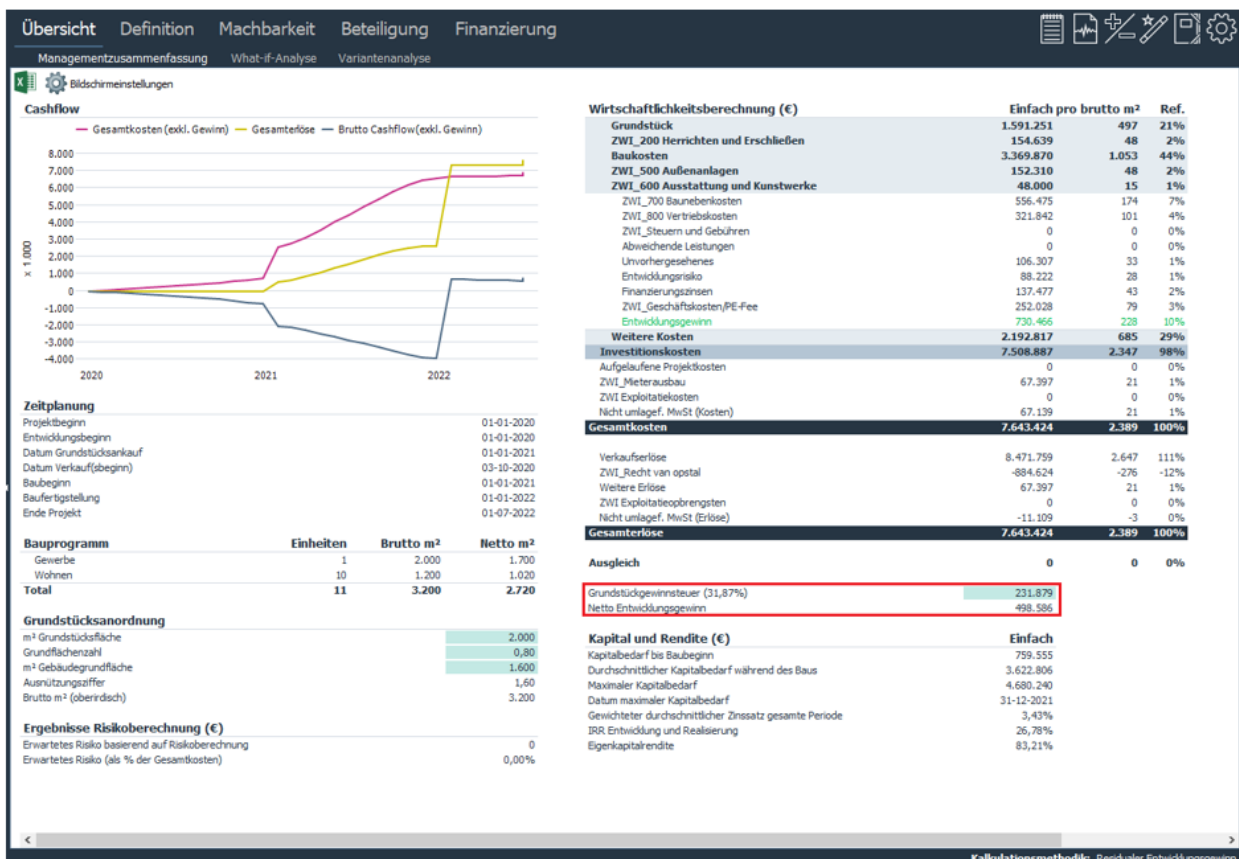 Übersicht Definition Machbarkeit Beteiligung Finanzierung
Managementzusammenfassung What-if-Analyse Variantenanalyse
Bildschirmeinstellungen
Cashflow
Gesamtkosten (exkl. Gewinn) Gesamterlöse Brutto Cashflow(exkl. Gewinn)
x 1.000
8.000
7.000
6.000
5.000
4.000
3.000
2.000
1.000
0
-1.000
-2.000
-3.000
-4.000
2020 2021 2022
Zeitplanung
Projektbeginn 01-01-2020
Entwicklungsbeginn 01-01-2020
Datum Grundstücksankauf 01-01-2021
Datum Verkauf(sbeginn) 03-10-2020
Baubeginn 01-01-2021
Baufertigstellung 01-01-2022
Ende Projekt 01-07-2022
Bauprogramm Einheiten Brutto m² Netto m²
Gewerbe 1 2.000 1.700
Wohnen 10 1.200 1.020
Total 11 3.200 2.720
Grundstücksanordnung
m² Grundstücksfläche 2.000
Grundflächenzahl 0,80
m² Gebäudegrundfläche 1.600
Ausnützungsziffer 1,60
Brutto m² (oberirdisch) 3.200
Ergebnisse Risikoberechnung (€)
Erwartetes Risiko basierend auf Risikoberechnung 0
Erwartetes Risiko (als % der Gesamtkosten) 0,00%
Wirtschaftlichkeitsberechnung (€) Einfach pro brutto m² Ref.
Grundstück 1.591.251 497 21%
ZWI_200 Herrichten und Erschließen 154.639 48 2%
Baukosten 3.369.870 1.053 44%
ZWI_500 Außenanlagen 152.310 48 2%
ZWI_600 Ausstattung und Kunstwerke 48.000 15 1%
ZWI_700 Baunebenkosten 556.475 174 7%
ZWI_800 Vertriebskosten 321.842 101 4%
ZWI_Steuern und Gebühren 0 0 0%
Abweichende Leistungen 0 0 0%
Unvorhergesehenes 106.307 33 1%
Entwicklungsrisiko 88.222 28 1%
Finanzierungszinsen 137.477 43 2%
ZWI_Geschäftskosten/PE-Fee 252.028 79 3%
Entwicklungsgewinn 730.466 228 10%
Weitere Kosten 2.192.817 685 29%
Investitionskosten 7.508.887 2.347 98%
Aufgelaufene Projektkosten 0 0 0%
ZWI_Mieterausbau 67.397 21 1%
ZWI Exploitatiekosten 0 0 0%
Nicht umlagef. MwSt (Kosten) 67.139 21 1%
Gesamtkosten 7.643.424 2.389 100%
Verkaufserlöse 8.471.759 2.647 111%
ZWI_Recht van opstal -884.624 -276 -12%
Weitere Erlöse 67.397 21 1%
ZWI Exploitatieopbrengsten 0 0 0%
Nicht umlagef. MwSt (Erlöse) -11.109 -3 0%
Gesamterlöse 7.643.424 2.389 100%
Ausgleich 0 0 0%
Grundstückgewinnsteuer (31,87%) 231.879
Netto Entwicklungsgewinn 498.586
Kapital und Rendite (€) Einfach
Kapitalbedarf bis Baubeginn 759.555
Durchschnittlicher Kapitalbedarf während des Baus 3.622.806
Maximaler Kapitalbedarf 4.680.240
Datum maximaler Kapitalbedarf 31-12-2021
Gewichteter durchschnittlicher Zinssatz gesamte Periode 3,43%
IRR Entwicklung und Realisierung 26,78%
Eigenkapitalrendite 83,21%
Kalkulationsmethodik: Residualer Entwicklungsgewinn